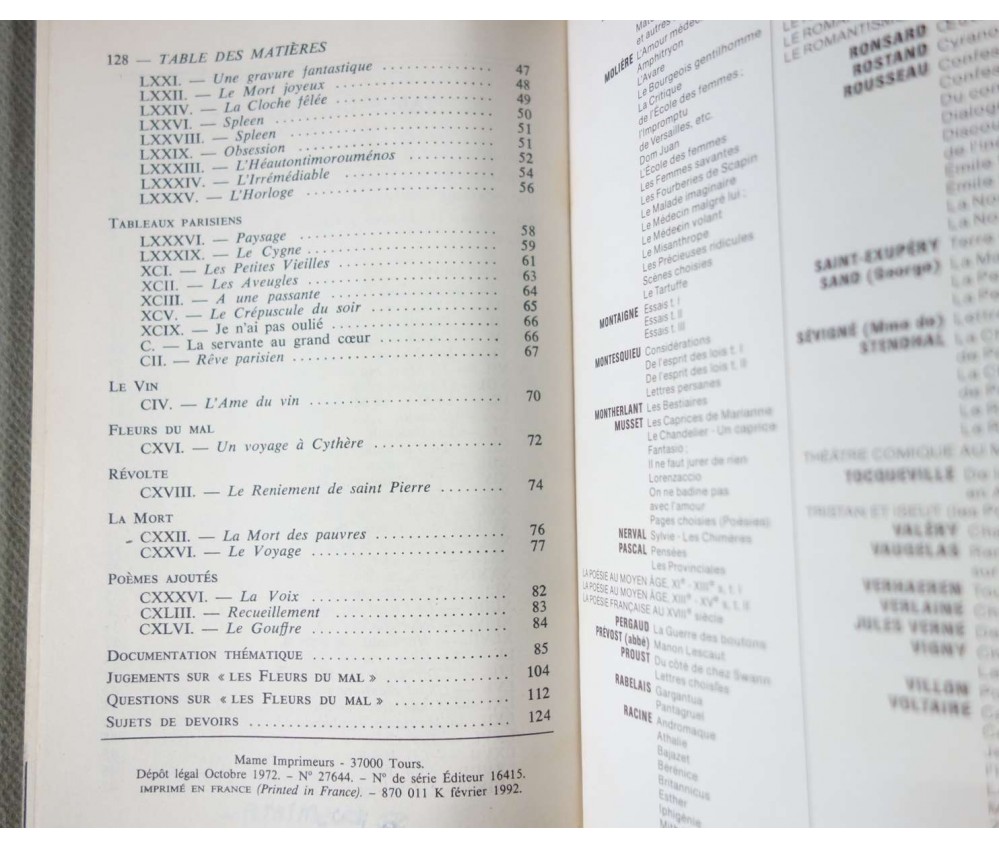 128 — TABLE DES MATIÈRES
LXXI. — Une gravure fantastique 47
LXXII. — Le Mort joyeux 48
LXXIV. — La Cloche fêlée 49
LXXVI. — Spleen 50
LXXVIII. — Spleen 51
LXXIX. — Obsession 51
LXXXIII. — L'Héautontimorouménos 52
LXXXIV. — L'Irrémédiable 54
LXXXV. — L'Horloge 56
TABLEAUX PARISIENS
LXXXVI. — Paysage 58
LXXXIX. — Le Cygne 59
XCI. — Les Petites Vieilles 61
XCII. — Les Aveugles 63
XCIII. — A une passante 64
XCV. — Le Crépuscule du soir 65
XCIX. — Je n'ai pas oulié 66
C. — La servante au grand cœur 66
CII. — Rêve parisien 67
LE VIN
CIV. — L'Ame du vin 70
FLEURS DU MAL
CXVI. — Un voyage à Cythère 72
RÉVOLTE
CXVIII. — Le Reniement de saint Pierre 74
LA MORT
CXXII. — La Mort des pauvres 76
CXXVI. — Le Voyage 77
POÈMES AJOUTÉS
CXXXVI. — La Voix 82
CXLIII. — Recueillement 83
CXLVI. — Le Gouffre 84
DOCUMENTATION THÉMATIQUE 85
JUGEMENTS SUR « LES FLEURS DU MAL » 104
QUESTIONS SUR « LES FLEURS DU MAL » 112
SUJETS DE DEVOIRS 124
Mame Imprimeurs - 37000 Tours.
Dépôt légal Octobre 1972. – N° 27644. – N° de série Éditeur 16415.
IMPRIMÉ EN FRANCE (Printed in France). – 870 011 K février 1992.
et autres
MOLIÈRE L'Amour médecin
Amphitryon
L'Avare
Le Bourgeois gentilhomme
La Critique
de l'École des femmes ;
l'Impromptu
de Versailles, etc.
Dom Juan
L'École des femmes
Les Femmes savantes
Les Fourberies de Scapin
Le Malade imaginaire
Le Médecin malgré lui ;
Le Médecin volant
Le Misanthrope
Les Précieuses ridicules
Scènes choisies
Le Tartuffe
MONTAIGNE Essais t. I
Essais t. II
Essais t. III
MONTESQUIEU Considérations
De l'esprit des lois t. I
De l'esprit des lois t. II
Lettres persanes
MONTHERLANT Les Bestiaires
MUSSET Les Caprices de Marianne
Le Chandelier - Un caprice
Fantasio ;
Il ne faut jurer de rien
Lorenzaccio
On ne badine pas
avec l'amour
Pages choisies (Poésies)
NERVAL Sylvie - Les Chimères
PASCAL Pensées
Les Provinciales
LA POÉSIE AU MOYEN ÂGE, XIe - XIIIe s, t. I
LA POÉSIE AU MOYEN ÂGE, XIIIe - XVe s, t. II
LA POÉSIE FRANÇAISE AU XVIIIe siècle
PERGAUD La Guerre des boutons
PRÉVOST (abbé) Manon Lescaut
PROUST Du côté de chez Swann
Lettres choisies
RABELAIS Gargantua
Pantagruel
RACINE Andromaque
Athalie
Bajazet
Bérénice
Britannicus
Esther
Iphigénie
LE ROMANTISME
RONSARD
ROSTAND Cyrano
ROUSSEAU
SAINT-EXUPÉRY Terre
SAND (George) La
SÉVIGNÉ (Mme de)
STENDHAL
THÉÂTRE COMIQUE AU
TOCQUEVILLE
TRISTAN ET ISEUT
VALÉRY
VAUGELAS
VERHAEREN
VERLAINE
JULES VERNE
VIGNY
VILLON
VOLTAIRE